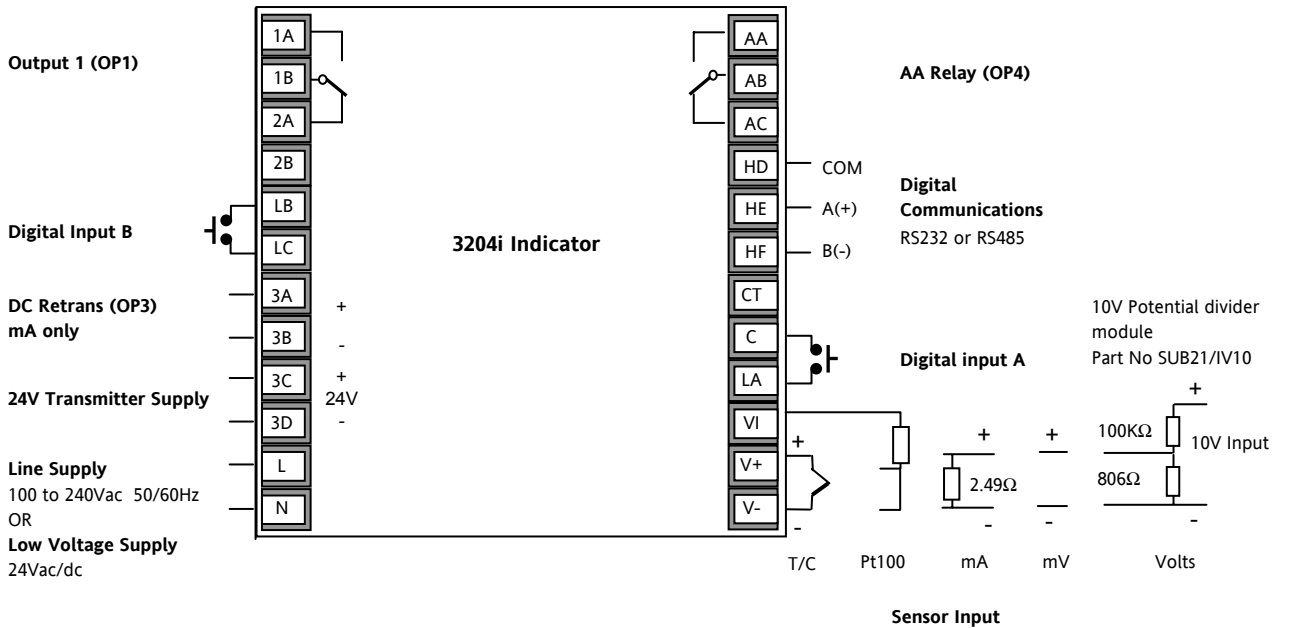 Output 1 (OP1)
Digital Input B
DC Retrans (OP3)
mA only
24V Transmitter Supply
Line Supply
100 to 240Vac 50/60Hz
OR
Low Voltage Supply
24Vac/dc
1A
1B
2A
2B
LB
LC
3A
3B
3C
3D
L
N
+
-
+
24V
-
3204i Indicator
AA
AB
AC
HD
HE
HF
CT
C
LA
VI
V+
V-
AA Relay (OP4)
COM
A(+)
B(-)
Digital
Communications
RS232 or RS485
Digital input A
10V Potential divider
module
Part No SUB21/IV10
+
-
T/C
Pt100
+
2.49Ω
-
mA
+
-
mV
+
100KΩ
10V Input
806Ω
-
Volts
Sensor Input